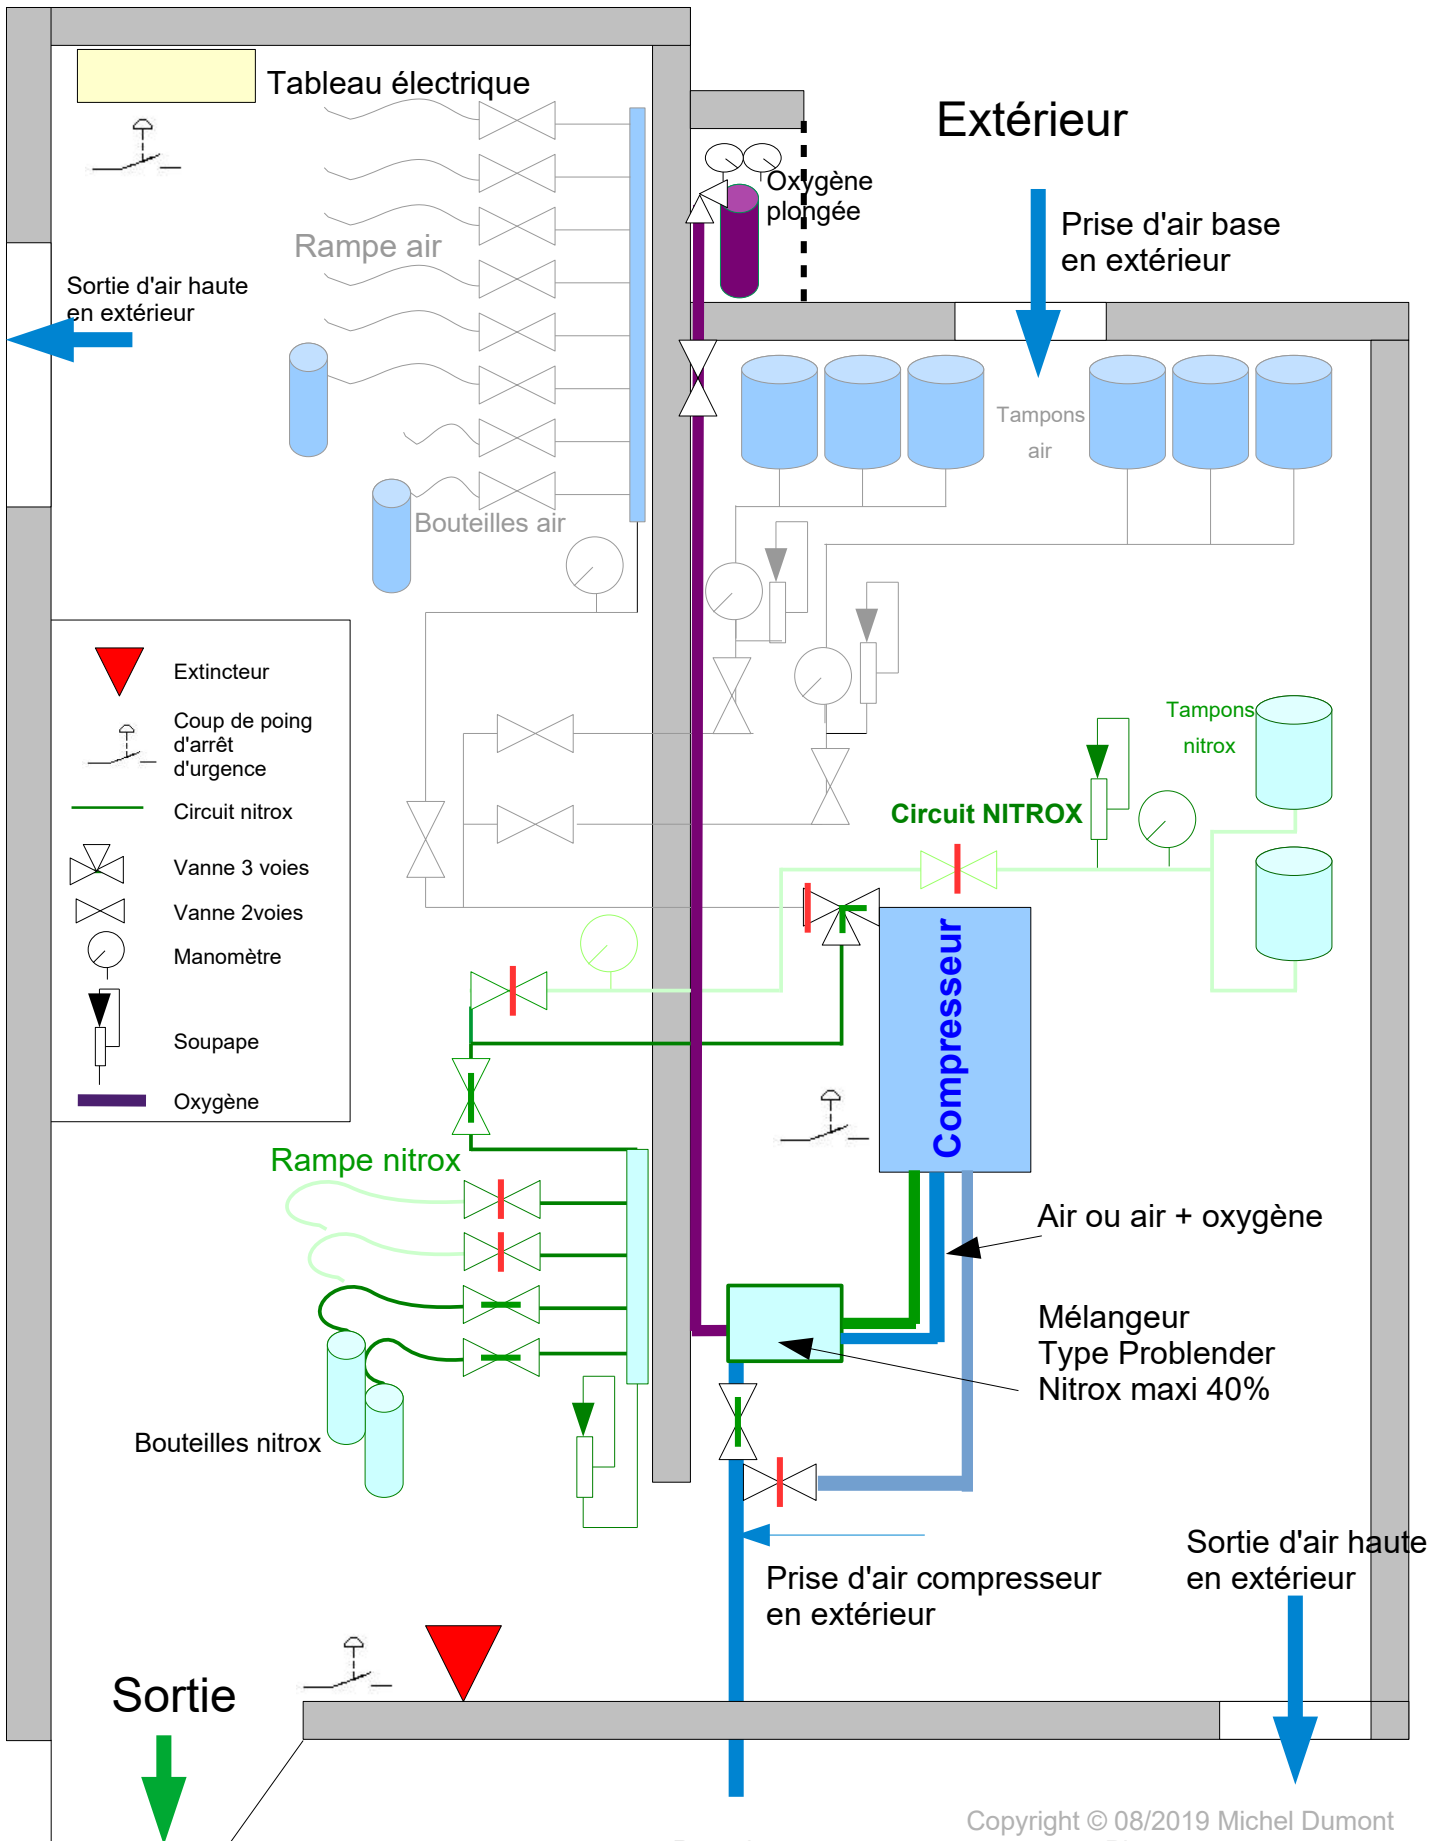 Tableau électrique
Extérieur
Oxygène
plongée
Prise d'air base
en extérieur
Rampe air
Sortie d'air haute
en extérieur
Tampons
air
Bouteilles air
Extincteur
Coup de poing
d'arrêt
d'urgence
Circuit nitrox
Vanne 3 voies
Vanne 2voies
Manomètre
Soupape
Oxygène
Tampons
nitrox
Circuit NITROX
Compresseur
Rampe nitrox
Air ou air + oxygène
Mélangeur
Type Problender
Nitrox maxi 40%
Bouteilles nitrox
Prise d'air compresseur
en extérieur
Sortie d'air haute
en extérieur
Sortie
Copyright © 08/2019 Michel Dumont